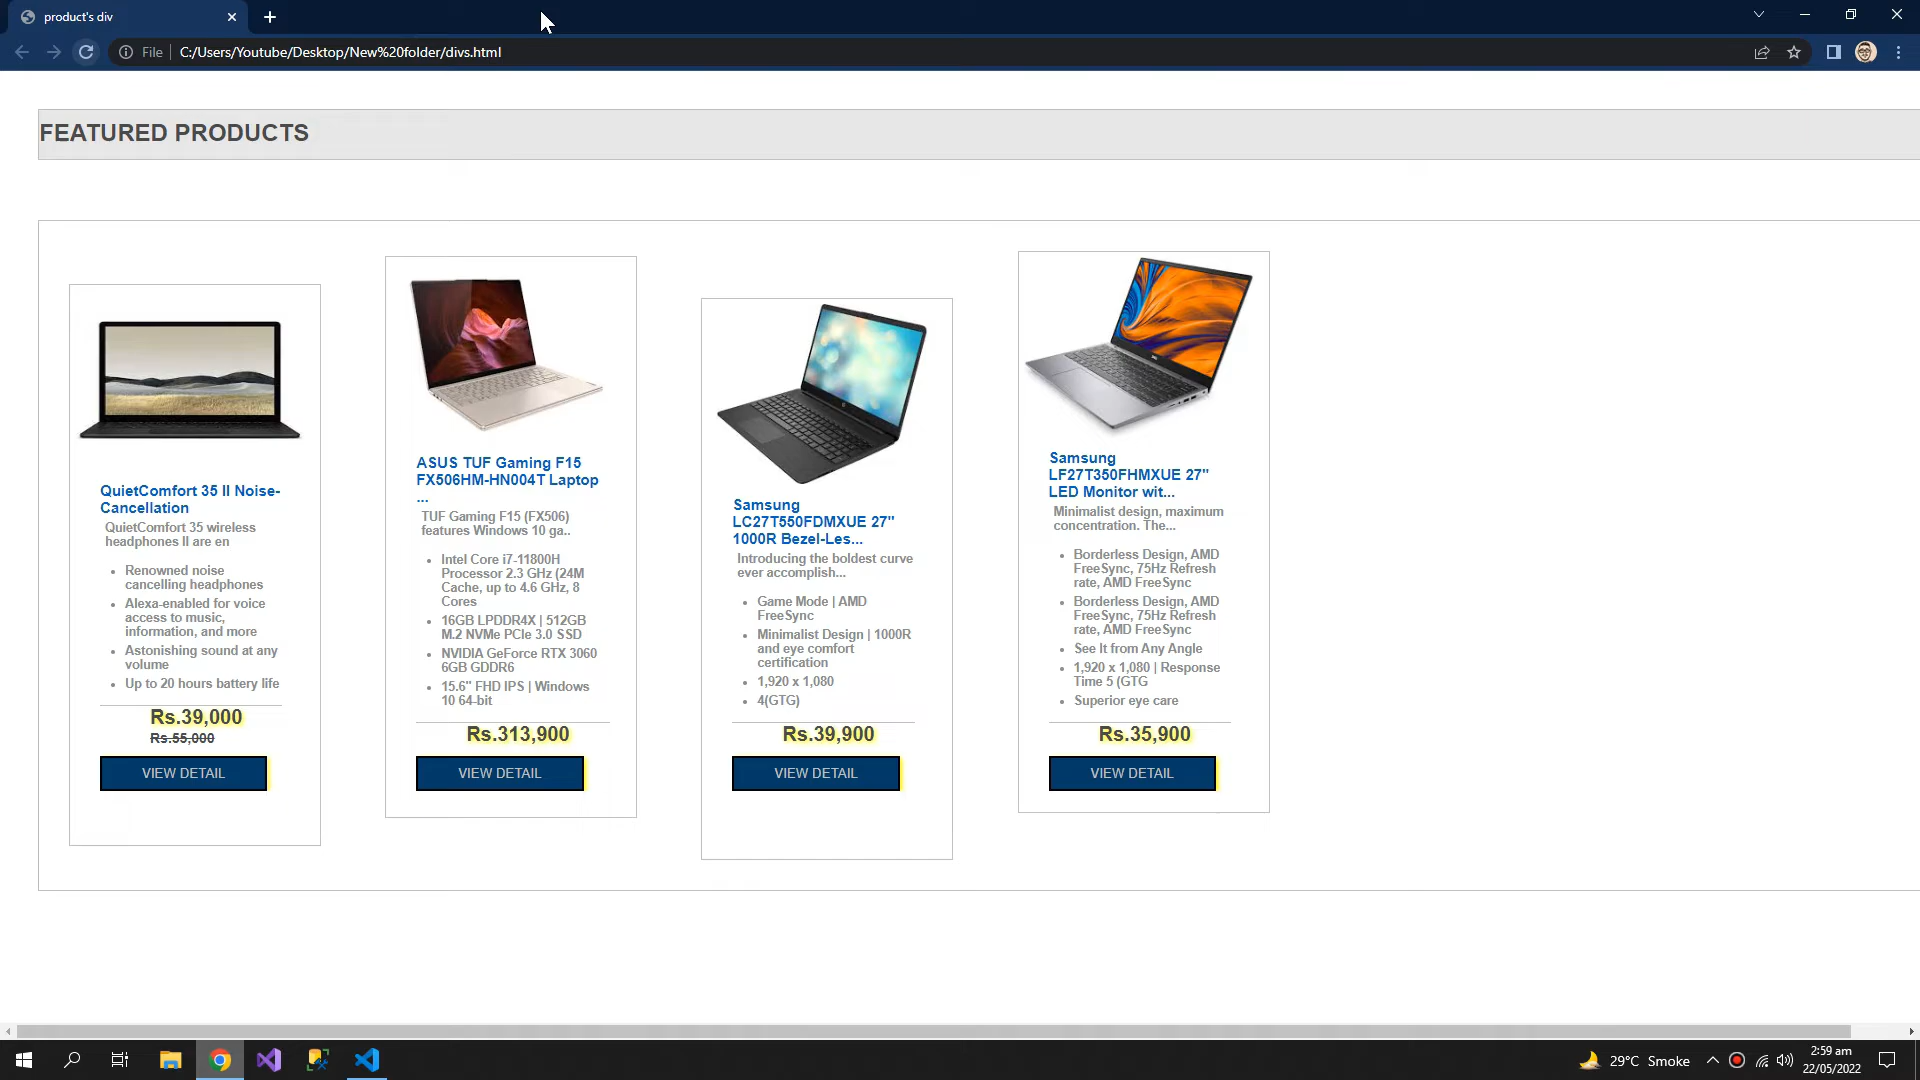 product's div
File
C:/Users/Youtube/Desktop/New%20folder/divs.html
FEATURED PRODUCTS
QuietComfort 35 II Noise-
Cancellation
QuietComfort 35 wireless
headphones II are en
• Renowned noise
cancelling headphones
• Alexa-enabled for voice
access to music,
information, and more
• Astonishing sound at any
volume
• Up to 20 hours battery life
Rs.39,000
Rs.55,000
VIEW DETAIL
ASUS TUF Gaming F15
FX506HM-HN004T Laptop
...
TUF Gaming F15 (FX506)
features Windows 10 ga..
• Intel Core i7-11800H
Processor 2.3 GHz (24M
Cache, up to 4.6 GHz, 8
Cores
• 16GB LPDDR4X | 512GB
M.2 NVMe PCIe 3.0 SSD
• NVIDIA GeForce RTX 3060
6GB GDDR6
• 15.6" FHD IPS | Windows
10 64-bit
Rs.313,900
VIEW DETAIL
Samsung
LC27T550FDMXUE 27"
1000R Bezel-Les...
Introducing the boldest curve
ever accomplish...
• Game Mode | AMD
FreeSync
• Minimalist Design | 1000R
and eye comfort
certification
• 1,920 x 1,080
• 4(GTG)
Rs.39,900
VIEW DETAIL
Samsung
LF27T350FHMXUE 27"
LED Monitor wit...
Minimalist design, maximum
concentration. The...
• Borderless Design, AMD
FreeSync, 75Hz Refresh
rate, AMD FreeSync
• Borderless Design, AMD
FreeSync, 75Hz Refresh
rate, AMD FreeSync
• See It from Any Angle
• 1,920 x 1,080 | Response
Time 5 (GTG
• Superior eye care
Rs.35,900
VIEW DETAIL
29°C Smoke
2:59 am
22/05/2022